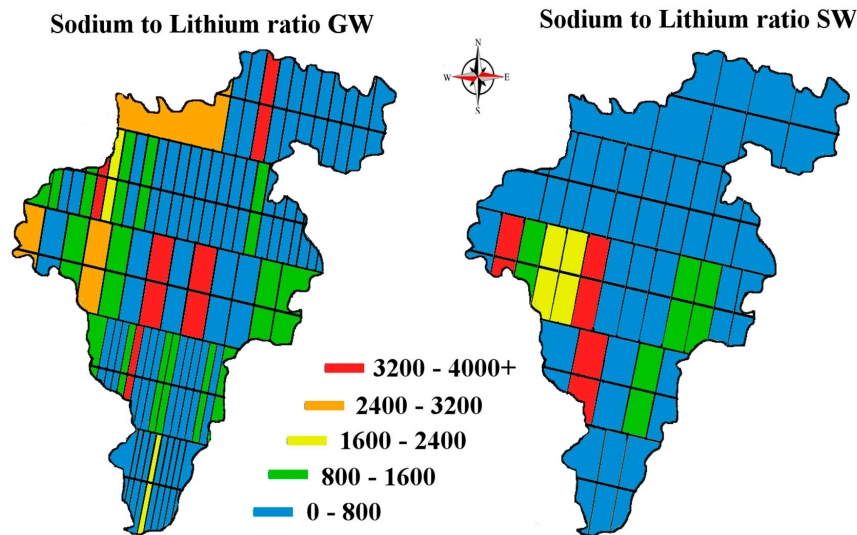 Sodium to Lithium ratio GW
Sodium to Lithium ratio SW
N
W E
S
3200 - 4000+
2400 - 3200
1600 - 2400
800 - 1600
0 - 800